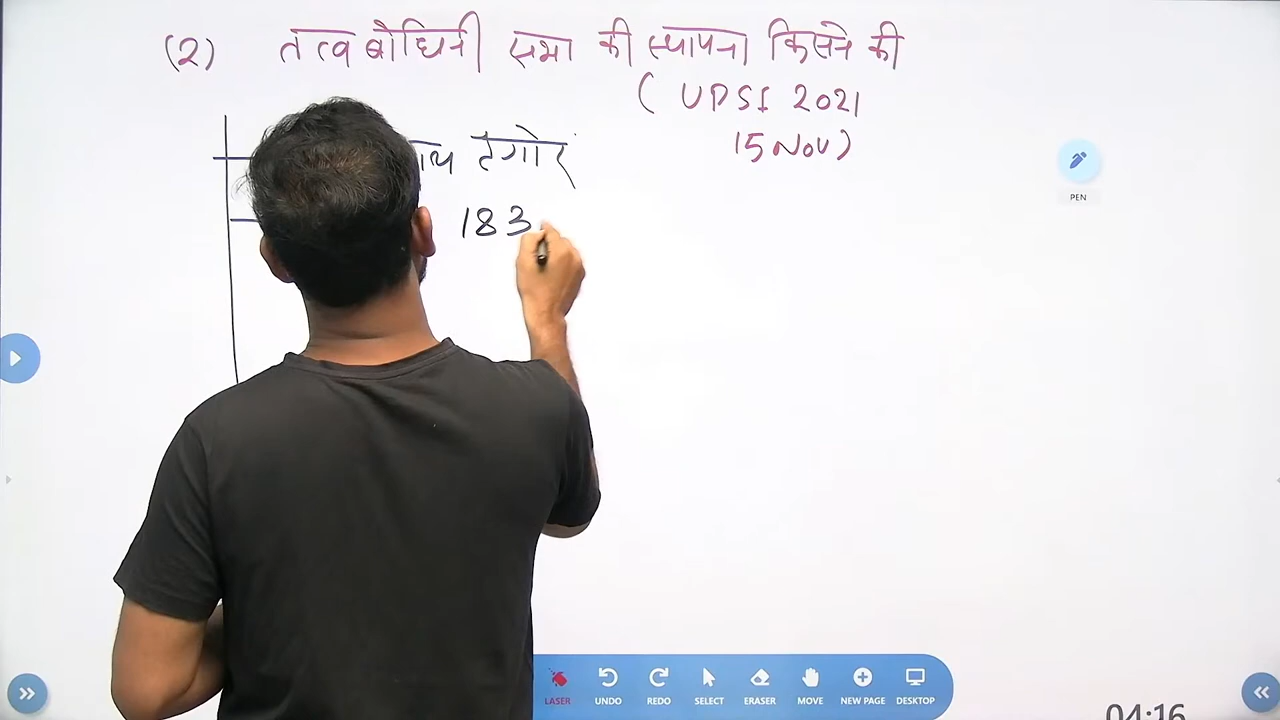 (2) तत्व बोधिनी सभा की स्थापना किसने की
( UPSI 2021
15 Nov)
टैगोर
183
PEN
LASER UNDO REDO SELECT ERASER MOVE NEW PAGE DESKTOP
04:16